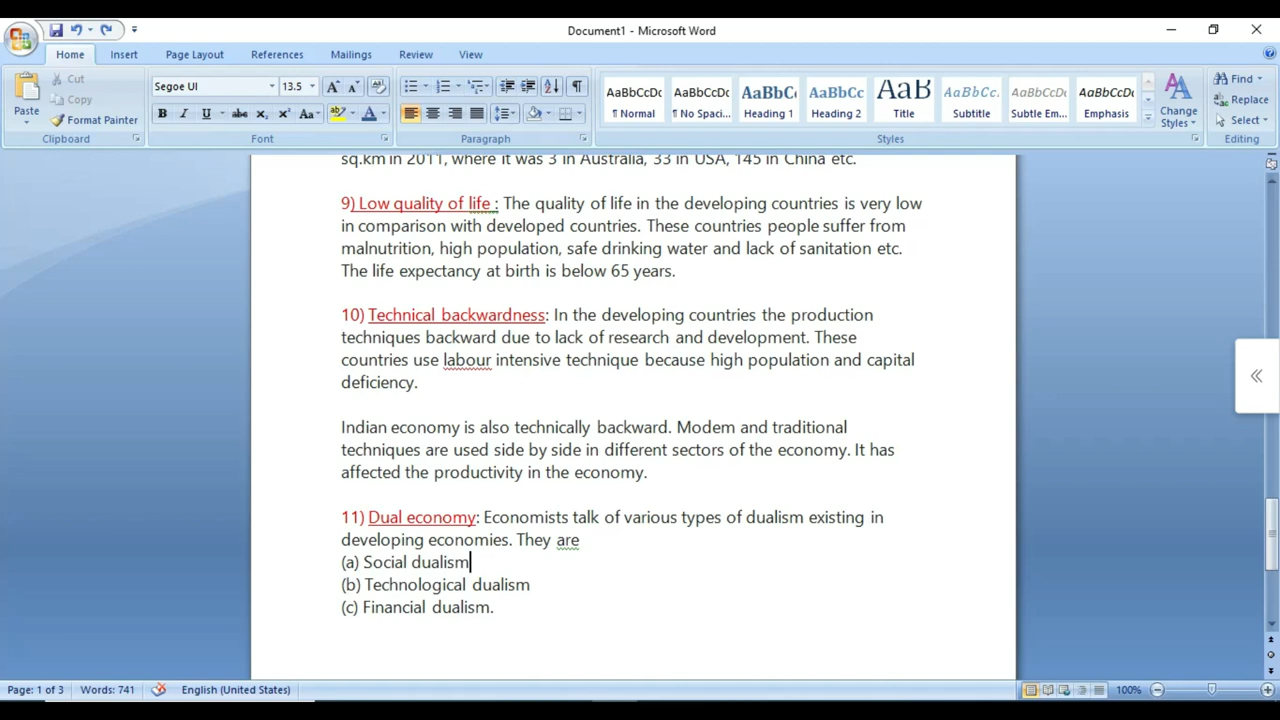 Document1 - Microsoft Word
Home Insert Page Layout References Mailings Review View
Paste
Cut
Copy
Format Painter
Clipboard
Segoe UI 13.5
Font
Paragraph
AaBbCcDc AaBbCcDc AaBbCc AaBbCc AaB AaBbCc. AaBbCcDc AaBbCcDc
¶ Normal ¶ No Spaci... Heading 1 Heading 2 Title Subtitle Subtle Em... Emphasis
Change Styles
Styles
Find
Replace
Select
Editing
sq.km in 2011, where it was 3 in Australia, 33 in USA, 145 in China etc.
9) Low quality of life : The quality of life in the developing countries is very low
in comparison with developed countries. These countries people suffer from
malnutrition, high population, safe drinking water and lack of sanitation etc.
The life expectancy at birth is below 65 years.
10) Technical backwardness: In the developing countries the production
techniques backward due to lack of research and development. These
countries use labour intensive technique because high population and capital
deficiency.
Indian economy is also technically backward. Modem and traditional
techniques are used side by side in different sectors of the economy. It has
affected the productivity in the economy.
11) Dual economy: Economists talk of various types of dualism existing in
developing economies. They are
(a) Social dualism
(b) Technological dualism
(c) Financial dualism.
Page: 1 of 3 Words: 741 English (United States) 100%